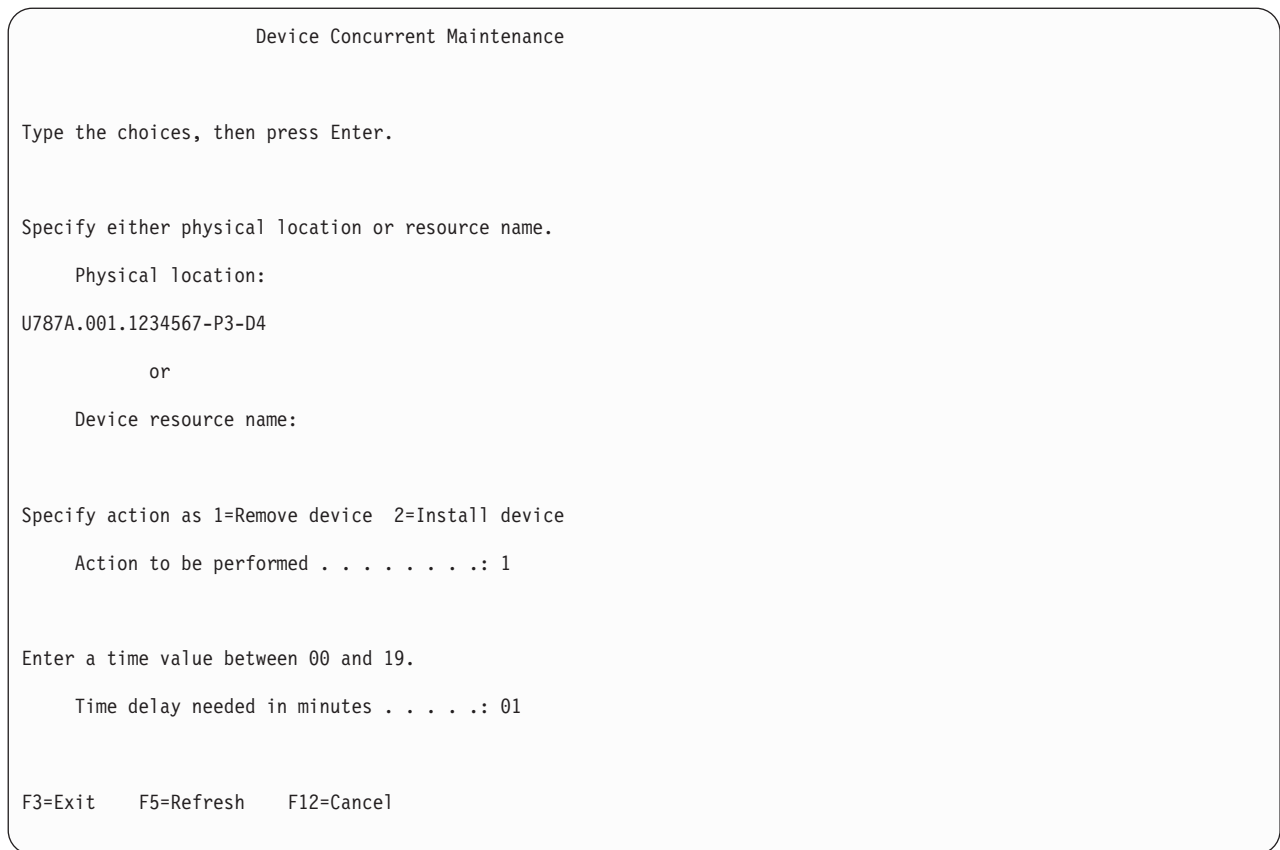 Device Concurrent Maintenance
Type the choices, then press Enter.
Specify either physical location or resource name.
Physical location:
U787A.001.1234567-P3-D4
or
Device resource name:
Specify action as 1=Remove device 2=Install device
Action to be performed . . . . . . . .: 1
Enter a time value between 00 and 19.
Time delay needed in minutes . . . . .: 01
F3=Exit F5=Refresh F12=Cancel